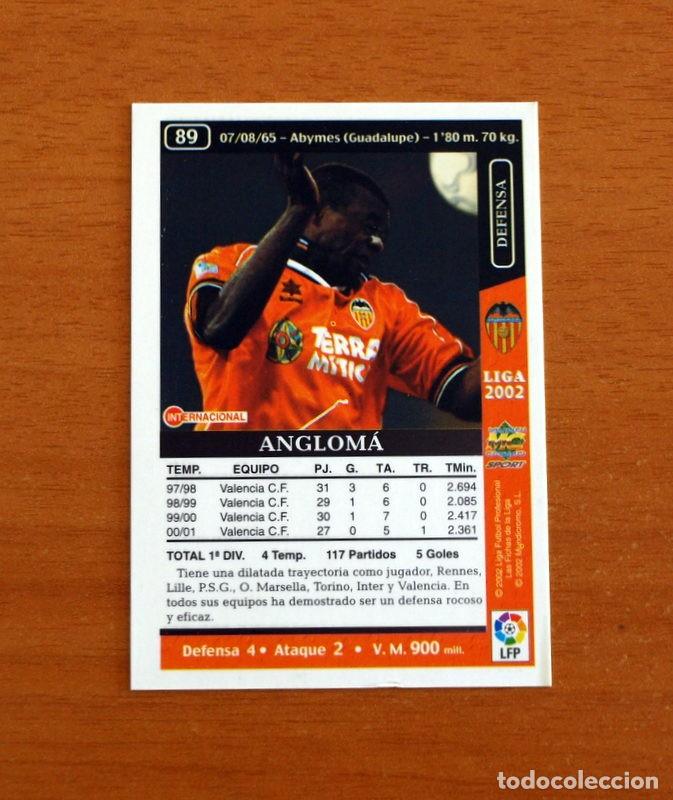 89 07/08/65 – Abymes (Guadalupe) – 1'80 m. 70 kg.
DEFENSA
TERRA
MÍTICA
LIGA
2002
INTERNACIONAL
MC
SPORT
ANGLOMÁ
TEMP. EQUIPO PJ. G. TA. TR. TMin.
97/98 Valencia C.F. 31 3 6 0 2.694
98/99 Valencia C.F. 29 1 6 0 2.085
99/00 Valencia C.F. 30 1 7 0 2.417
00/01 Valencia C.F. 27 0 5 1 2.361
TOTAL 1ª DIV. 4 Temp. 117 Partidos 5 Goles
Tiene una dilatada trayectoria como jugador, Rennes,
Lille, P.S.G., O. Marsella, Torino, Inter y Valencia. En
todos sus equipos ha demostrado ser un defensa rocoso
y eficaz.
© 2002 Liga Futbol Profesional
Las Fichas de la Liga
© 2002 Mundicromo, S.L.
Defensa 4 • Ataque 2 • V. M. 900 mill.
LFP
todocoleccion